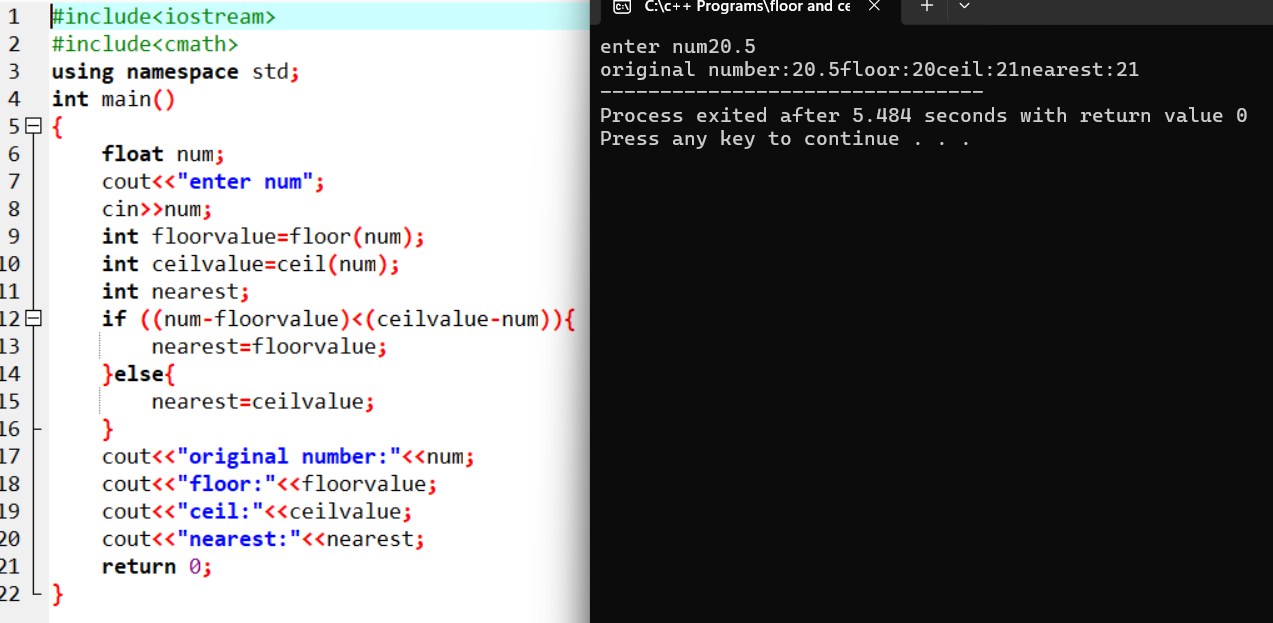 1 #include<iostream>
2 #include<cmath>
3 using namespace std;
4 int main()
5 {
6 float num;
7 cout<<"enter num";
8 cin>>num;
9 int floorvalue=floor(num);
10 int ceilvalue=ceil(num);
11 int nearest;
12 if ((num-floorvalue)<(ceilvalue-num)){
13 nearest=floorvalue;
14 }else{
15 nearest=ceilvalue;
16 }
17 cout<<"original number:"<<num;
18 cout<<"floor:"<<floorvalue;
19 cout<<"ceil:"<<ceilvalue;
20 cout<<"nearest:"<<nearest;
21 return 0;
22 }
C:\c++ Programs\floor and ce
enter num20.5
original number:20.5floor:20ceil:21nearest:21
--------------------------------
Process exited after 5.484 seconds with return value 0
Press any key to continue . . .